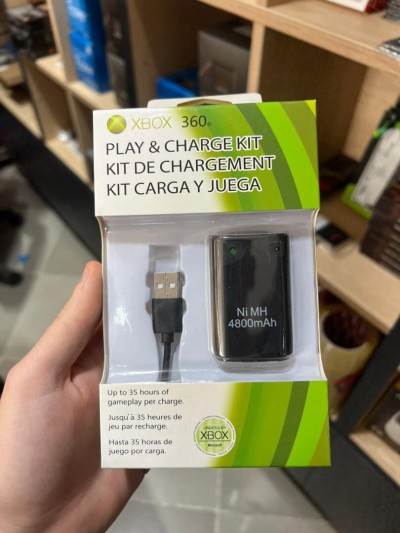 XBOX 360®
PLAY & CHARGE KIT
KIT DE CHARGEMENT
KIT CARGA Y JUEGA
Ni MH
4800mAh
Up to 35 hours of
gameplay per charge.
Jusqu'à 35 heures de
jeu par recharge.
Hasta 35 horas de
juego por carga.
XBOX